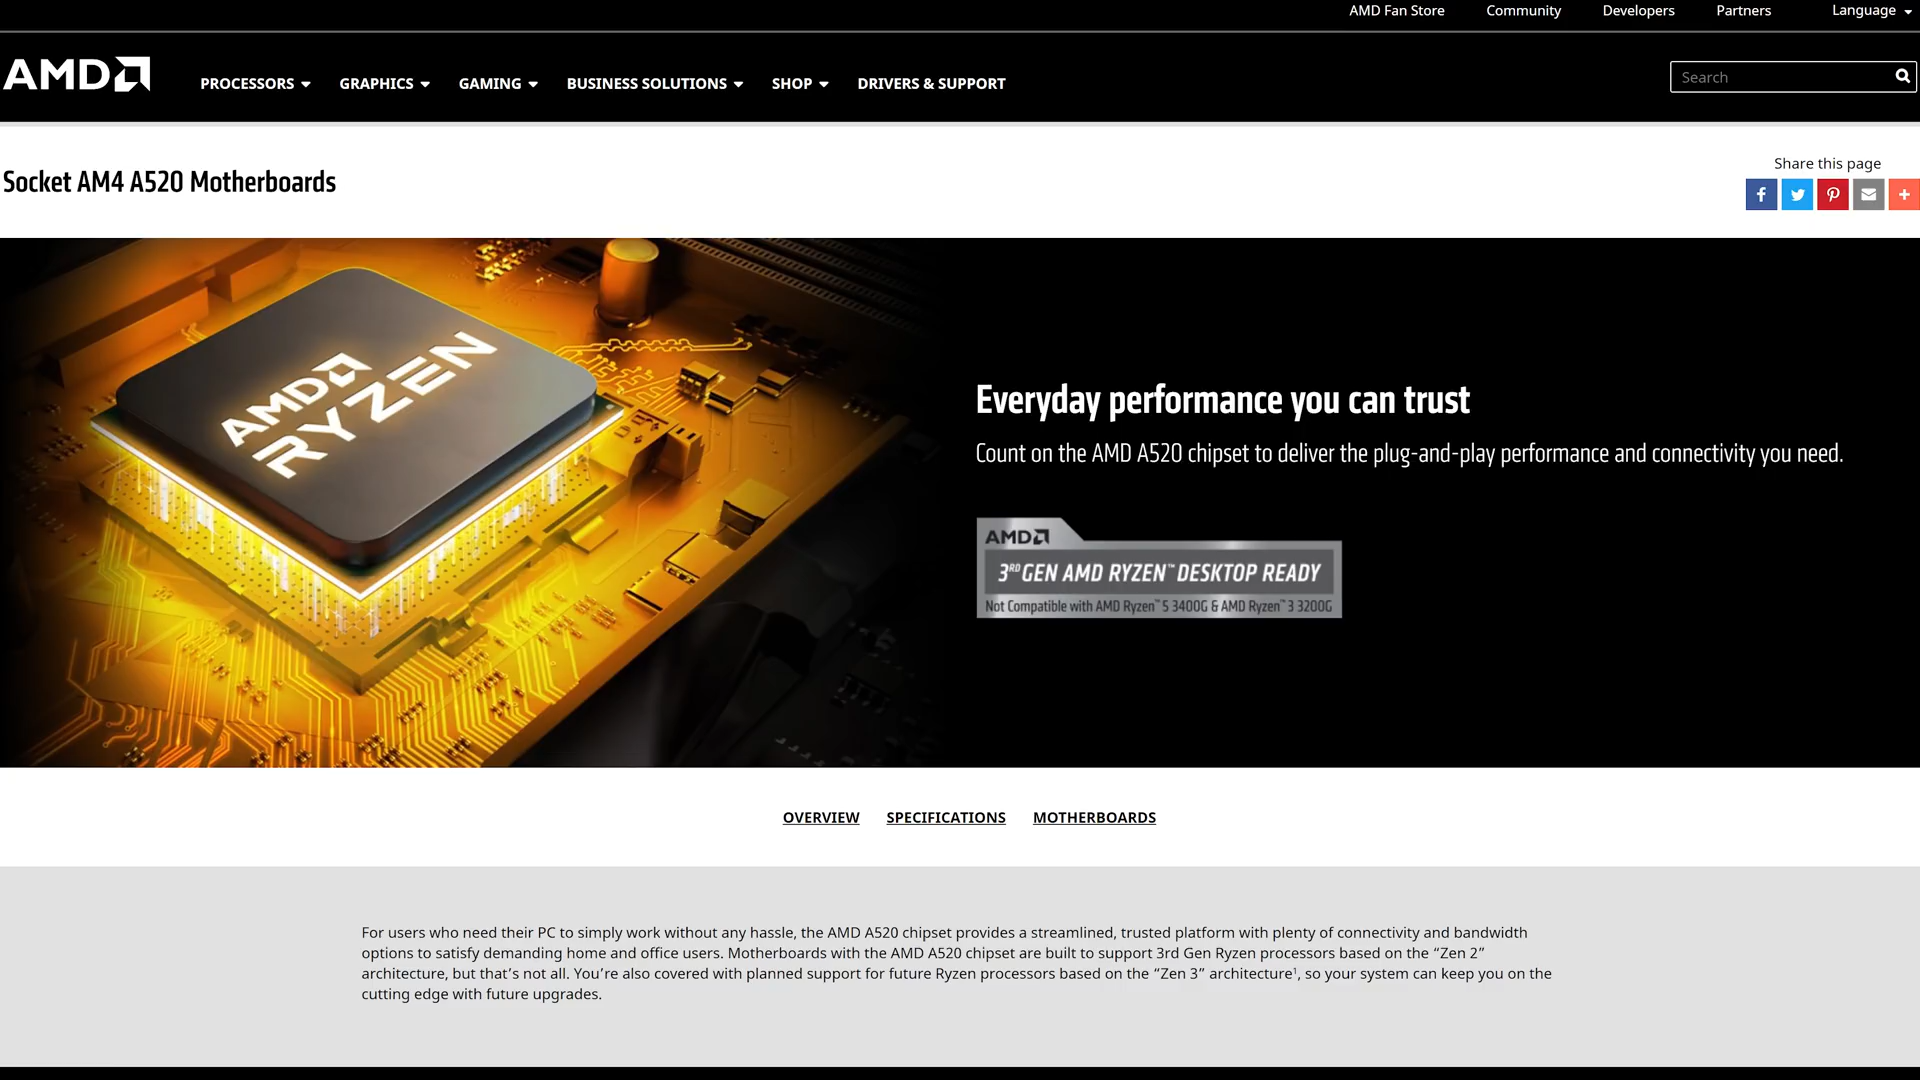 AMD Fan Store Community Developers Partners Language
AMD PROCESSORS GRAPHICS GAMING BUSINESS SOLUTIONS SHOP DRIVERS & SUPPORT Search
Share this page
Socket AM4 A520 Motherboards
AMD
RYZEN
Everyday performance you can trust
Count on the AMD A520 chipset to deliver the plug-and-play performance and connectivity you need.
AMD
3RD GEN AMD RYZEN™ DESKTOP READY
Not Compatible with AMD Ryzen™ 5 3400G & AMD Ryzen™ 3 3200G
OVERVIEW SPECIFICATIONS MOTHERBOARDS
For users who need their PC to simply work without any hassle, the AMD A520 chipset provides a streamlined, trusted platform with plenty of connectivity and bandwidth
options to satisfy demanding home and office users. Motherboards with the AMD A520 chipset are built to support 3rd Gen Ryzen processors based on the “Zen 2”
architecture, but that’s not all. You’re also covered with planned support for future Ryzen processors based on the “Zen 3” architecture¹, so your system can keep you on the
cutting edge with future upgrades.